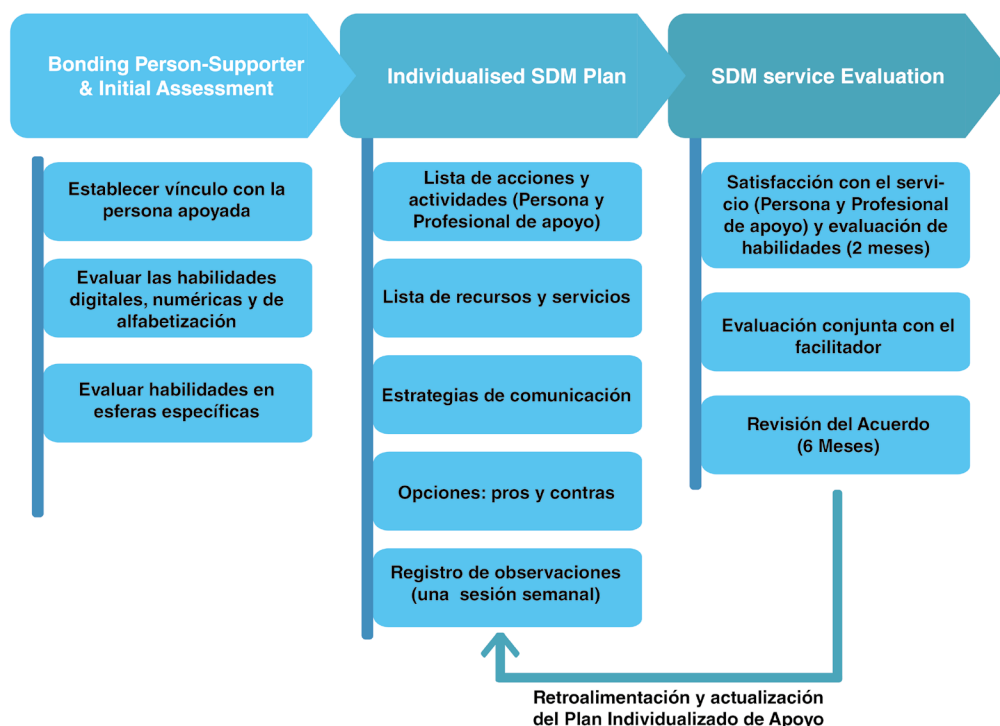 Bonding Person-Supporter
& Initial Assessment
Establecer vínculo con la
persona apoyada
Evaluar las habilidades
digitales, numéricas y de
alfabetización
Evaluar habilidades en
esferas específicas
Individualised SDM Plan
Lista de acciones y
actividades (Persona y
Profesional de apoyo)
Lista de recursos y servicios
Estrategias de comunicación
Opciones: pros y contras
Registro de observaciones
(una sesión semanal)
SDM service Evaluation
Satisfacción con el servi-
cio (Persona y Profesional
de apoyo) y evaluación de
habilidades (2 meses)
Evaluación conjunta con el
facilitador
Revisión del Acuerdo
(6 Meses)
Retroalimentación y actualización
del Plan Individualizado de Apoyo